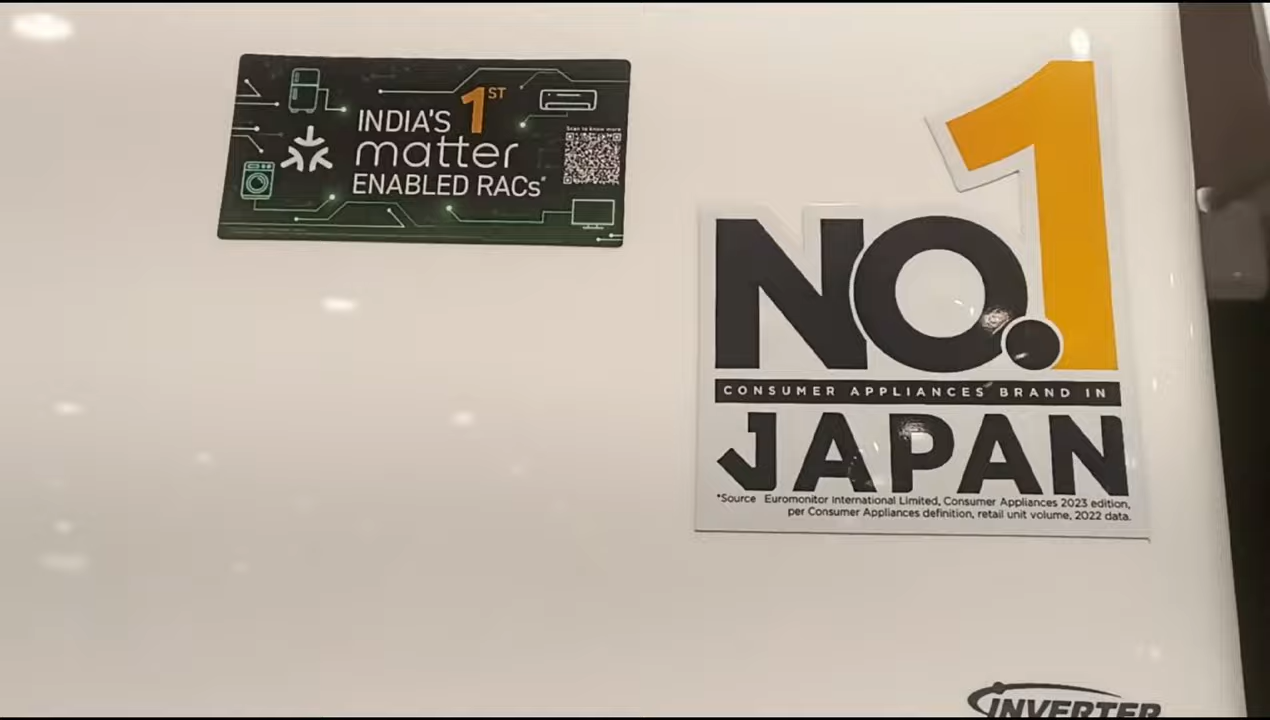 INDIA'S 1ST
matter
ENABLED RACs*
Scan to know more
NO.1
CONSUMER APPLIANCES BRAND IN
JAPAN
*Source Euromonitor International Limited, Consumer Appliances 2023 edition,
per Consumer Appliances definition, retail unit volume, 2022 data.
INVERTER